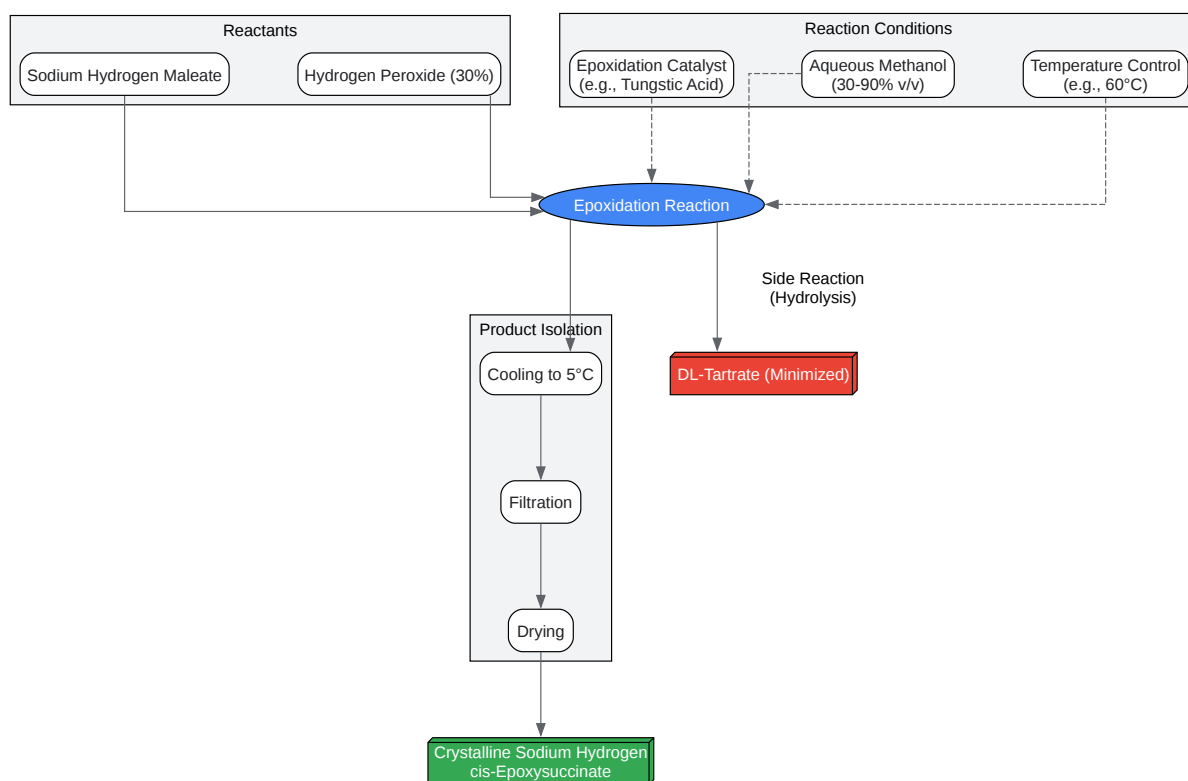 Reactants
Reaction Conditions
Sodium Hydrogen Maleate
Hydrogen Peroxide (30%)
Epoxidation Catalyst
(e.g., Tungstic Acid)
Aqueous Methanol
(30-90% v/v)
Temperature Control
(e.g., 60°C)
Epoxidation Reaction
Side Reaction
(Hydrolysis)
Product Isolation
Cooling to 5°C
DL-Tartrate (Minimized)
Filtration
Drying
Crystalline Sodium Hydrogen
cis-Epoxysuccinate